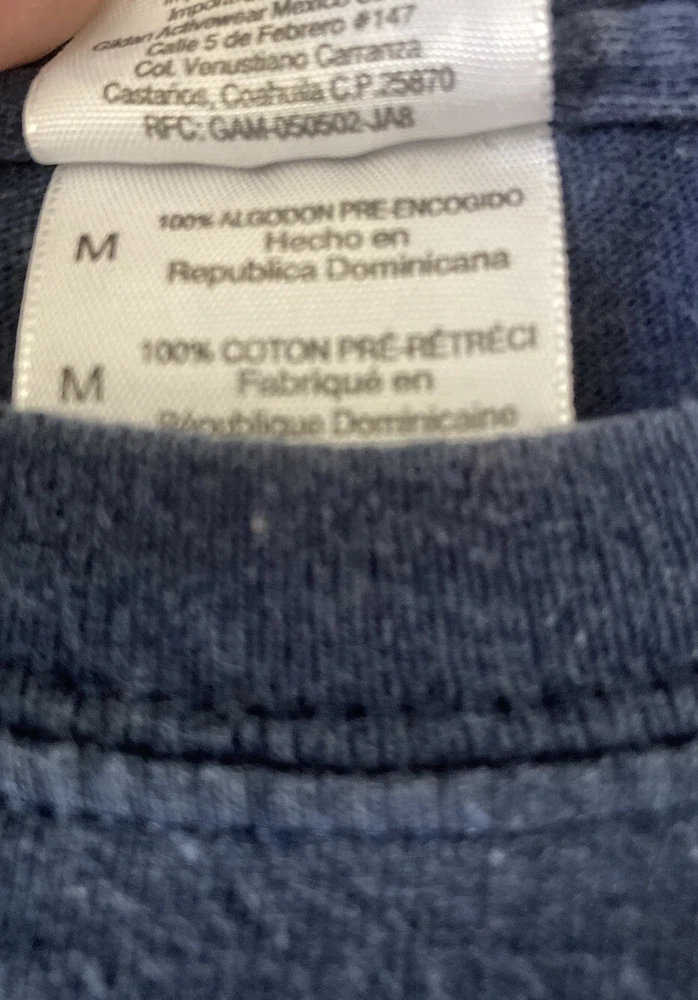 Gildan Activewear Mexico
Calle 5 de Febrero #147
Col. Venustiano Carranza
Castaños, Coahuila C.P. 25870
RFC: GAM-050502-JA8
M
100% ALGODON PRE-ENCOGIDO
Hecho en
Republica Dominicana
M
100% COTON PRÉ-RÉTRÉCI
Fabriqué en
République Dominicaine